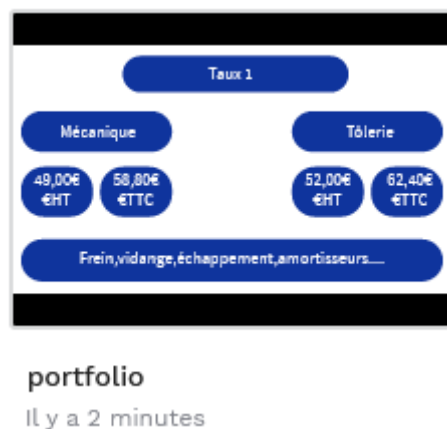 Taux 1
Mécanique
Tôlerie
49,00€
€HT
58,80€
€TTC
52,00€
€HT
62,40€
€TTC
Frein,vidange,échappement,amortisseurs.....
portfolio
Il y a 2 minutes